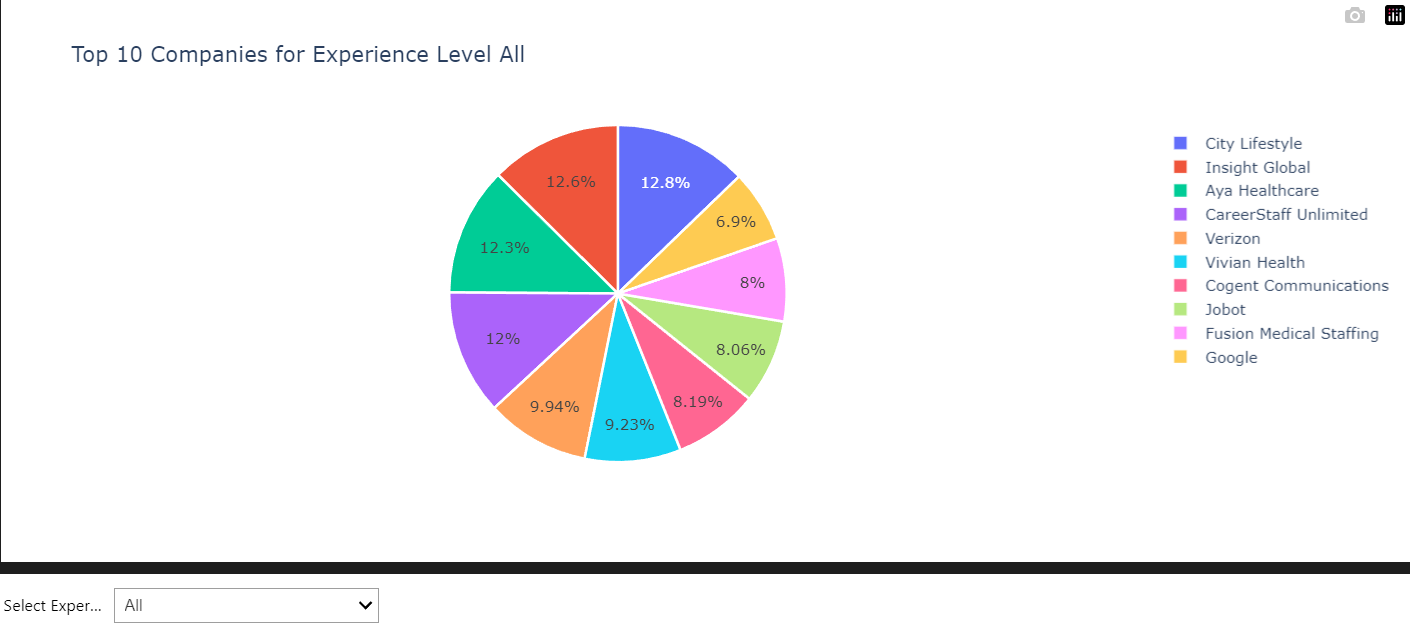 Top 10 Companies for Experience Level All
12.6%
12.8%
6.9%
12.3%
8%
12%
8.06%
9.94%
8.19%
9.23%
City Lifestyle
Insight Global
Aya Healthcare
CareerStaff Unlimited
Verizon
Vivian Health
Cogent Communications
Jobot
Fusion Medical Staffing
Google
Select Exper... All